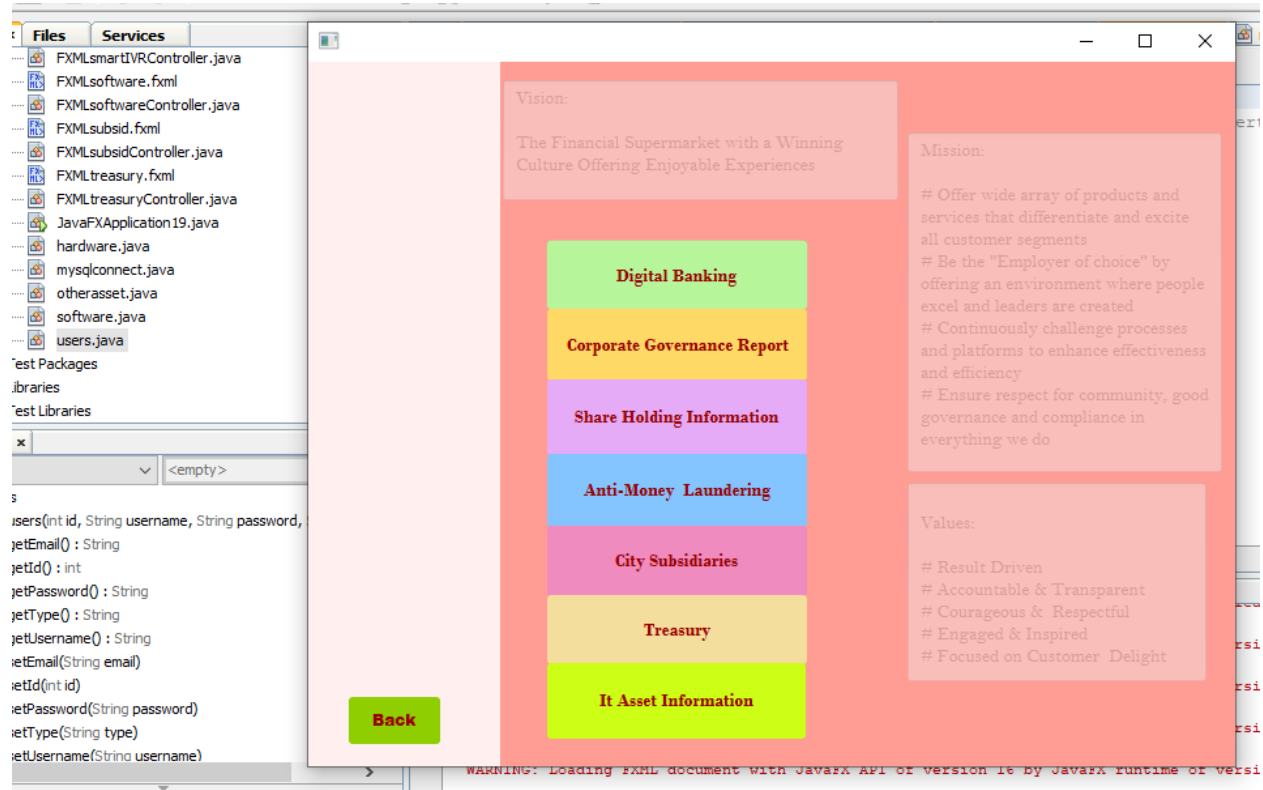 Files
Services
FXMLsmartIVRController.java
FXMLsoftware.fxml
FXMLsoftwareController.java
FXMLsubsid.fxml
FXMLsubsidController.java
FXMLtreasury.fxml
FXMLtreasuryController.java
JavaFXApplication19.java
hardware.java
mysqlconnect.java
otherasset.java
software.java
users.java
Test Packages
Libraries
Test Libraries
<empty>
users(int id, String username, String password,
getEmail() : String
getId() : int
getPassword() : String
getType() : String
getUsername() : String
setEmail(String email)
setId(int id)
setPassword(String password)
setType(String type)
setUsername(String username)
Back
Vision:
The Financial Supermarket with a Winning
Culture Offering Enjoyable Experiences
Digital Banking
Corporate Governance Report
Share Holding Information
Anti-Money Laundering
City Subsidiaries
Treasury
It Asset Information
Mission:
# Offer wide array of products and
services that differentiate and excite
all customer segments
# Be the "Employer of choice" by
offering an environment where people
excel and leaders are created
# Continuously challenge processes
and platforms to enhance effectiveness
and efficiency
# Ensure respect for community, good
governance and compliance in
everything we do
Values:
# Result Driven
# Accountable & Transparent
# Courageous & Respectful
# Engaged & Inspired
# Focused on Customer Delight
WARNING: Loading FXML document with JavaFX API of version 16 by JavaFX runtime of versi